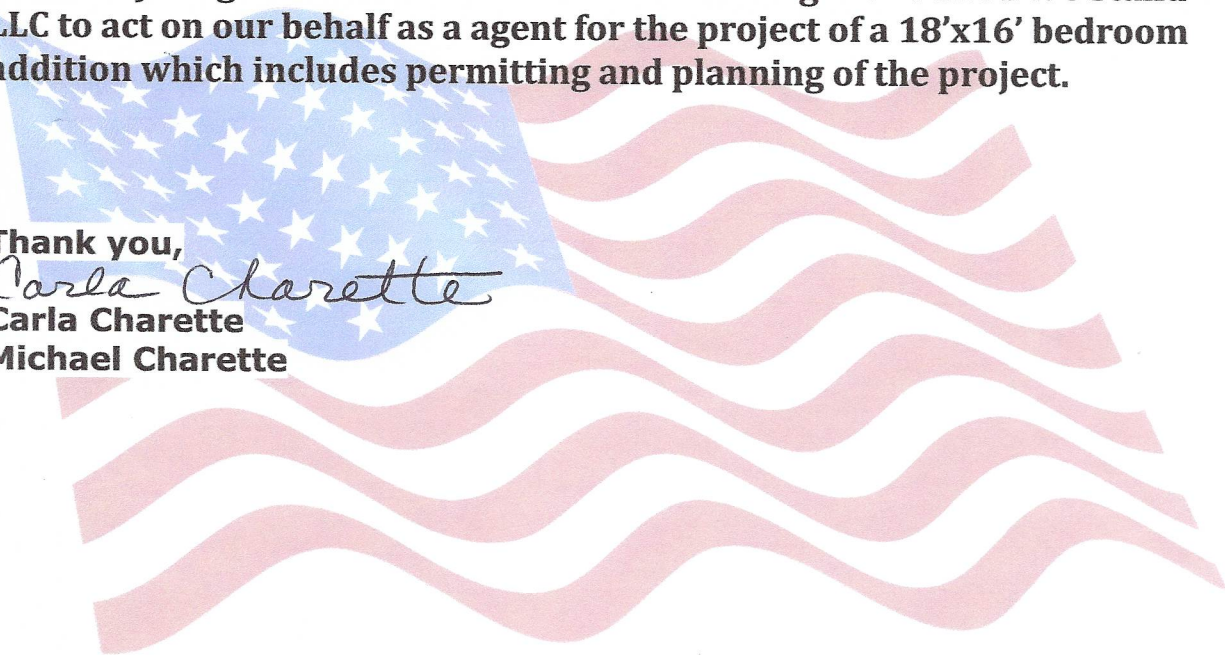 LLC to act on our behalf as a agent for the project of a 18’x16’ bedroom
addition which includes permitting and planning of the project.
Thank you,
Carla Charette
Carla Charette
Michael Charette